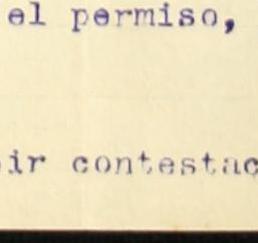 el permiso,
ir contestac